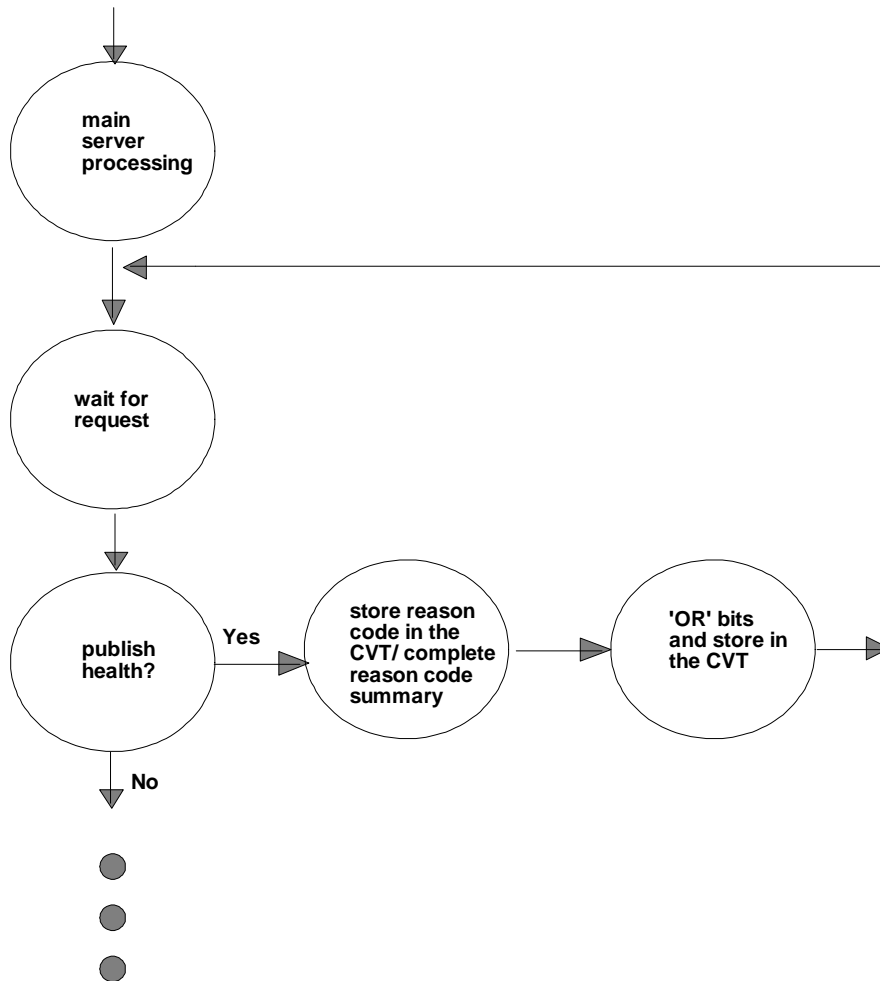 main
server
processing
wait for
request
publish
health?
Yes
store reason
code in the
CVT/ complete
reason code
summary
'OR' bits
and store in
the CVT
No